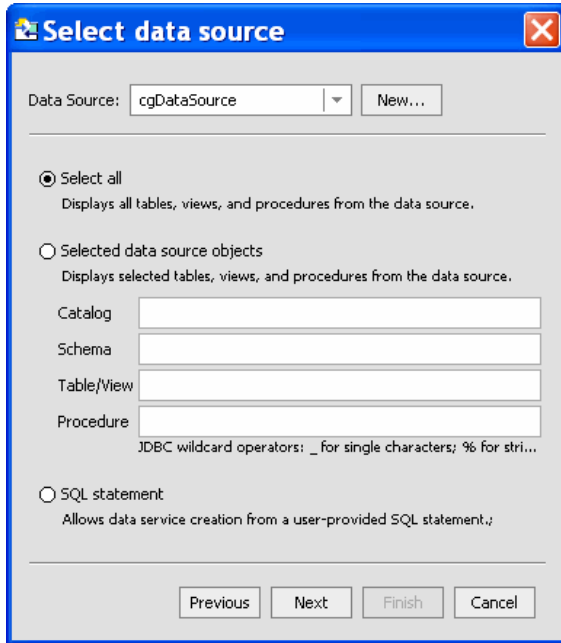 Select data source
Data Source: cgDataSource New...
Select all
Displays all tables, views, and procedures from the data source.
Selected data source objects
Displays selected tables, views, and procedures from the data source.
Catalog
Schema
Table/View
Procedure
JDBC wildcard operators: _ for single characters; % for stri...
SQL statement
Allows data service creation from a user-provided SQL statement.;
Previous Next Finish Cancel